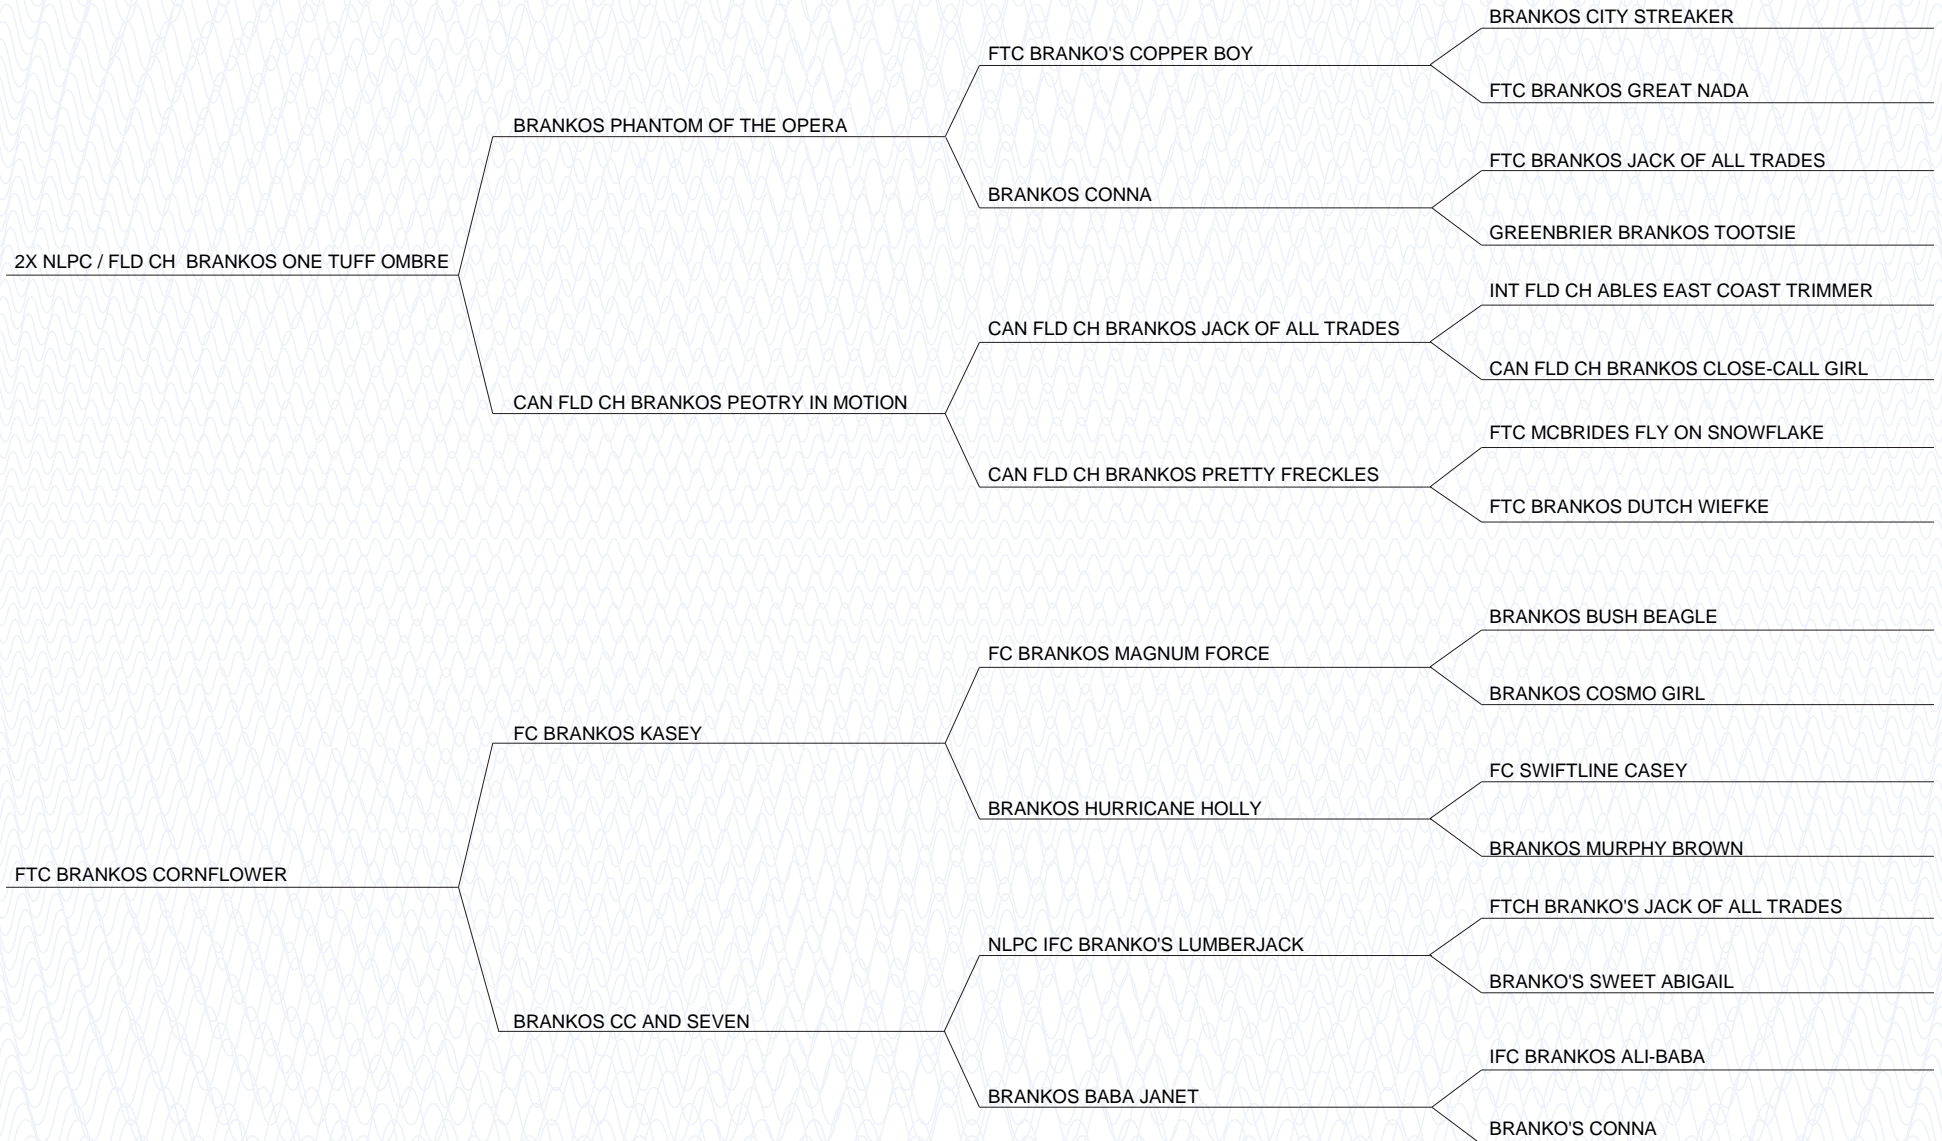 BRANKOS CITY STREAKER
FTC BRANKO'S COPPER BOY
FTC BRANKOS GREAT NADA
BRANKOS PHANTOM OF THE OPERA
FTC BRANKOS JACK OF ALL TRADES
BRANKOS CONNA
GREENBRIER BRANKOS TOOTSIE
2X NLPC / FLD CH  BRANKOS ONE TUFF OMBRE
INT FLD CH ABLES EAST COAST TRIMMER
CAN FLD CH BRANKOS JACK OF ALL TRADES
CAN FLD CH BRANKOS CLOSE-CALL GIRL
CAN FLD CH BRANKOS PEOTRY IN MOTION
FTC MCBRIDES FLY ON SNOWFLAKE
CAN FLD CH BRANKOS PRETTY FRECKLES
FTC BRANKOS DUTCH WIEFKE
BRANKOS BUSH BEAGLE
FC BRANKOS MAGNUM FORCE
BRANKOS COSMO GIRL
FC BRANKOS KASEY
FC SWIFTLINE CASEY
BRANKOS HURRICANE HOLLY
BRANKOS MURPHY BROWN
FTC BRANKOS CORNFLOWER
FTCH BRANKO'S JACK OF ALL TRADES
NLPC IFC BRANKO'S LUMBERJACK
BRANKO'S SWEET ABIGAIL
BRANKOS CC AND SEVEN
IFC BRANKOS ALI-BABA
BRANKOS BABA JANET
BRANKO'S CONNA